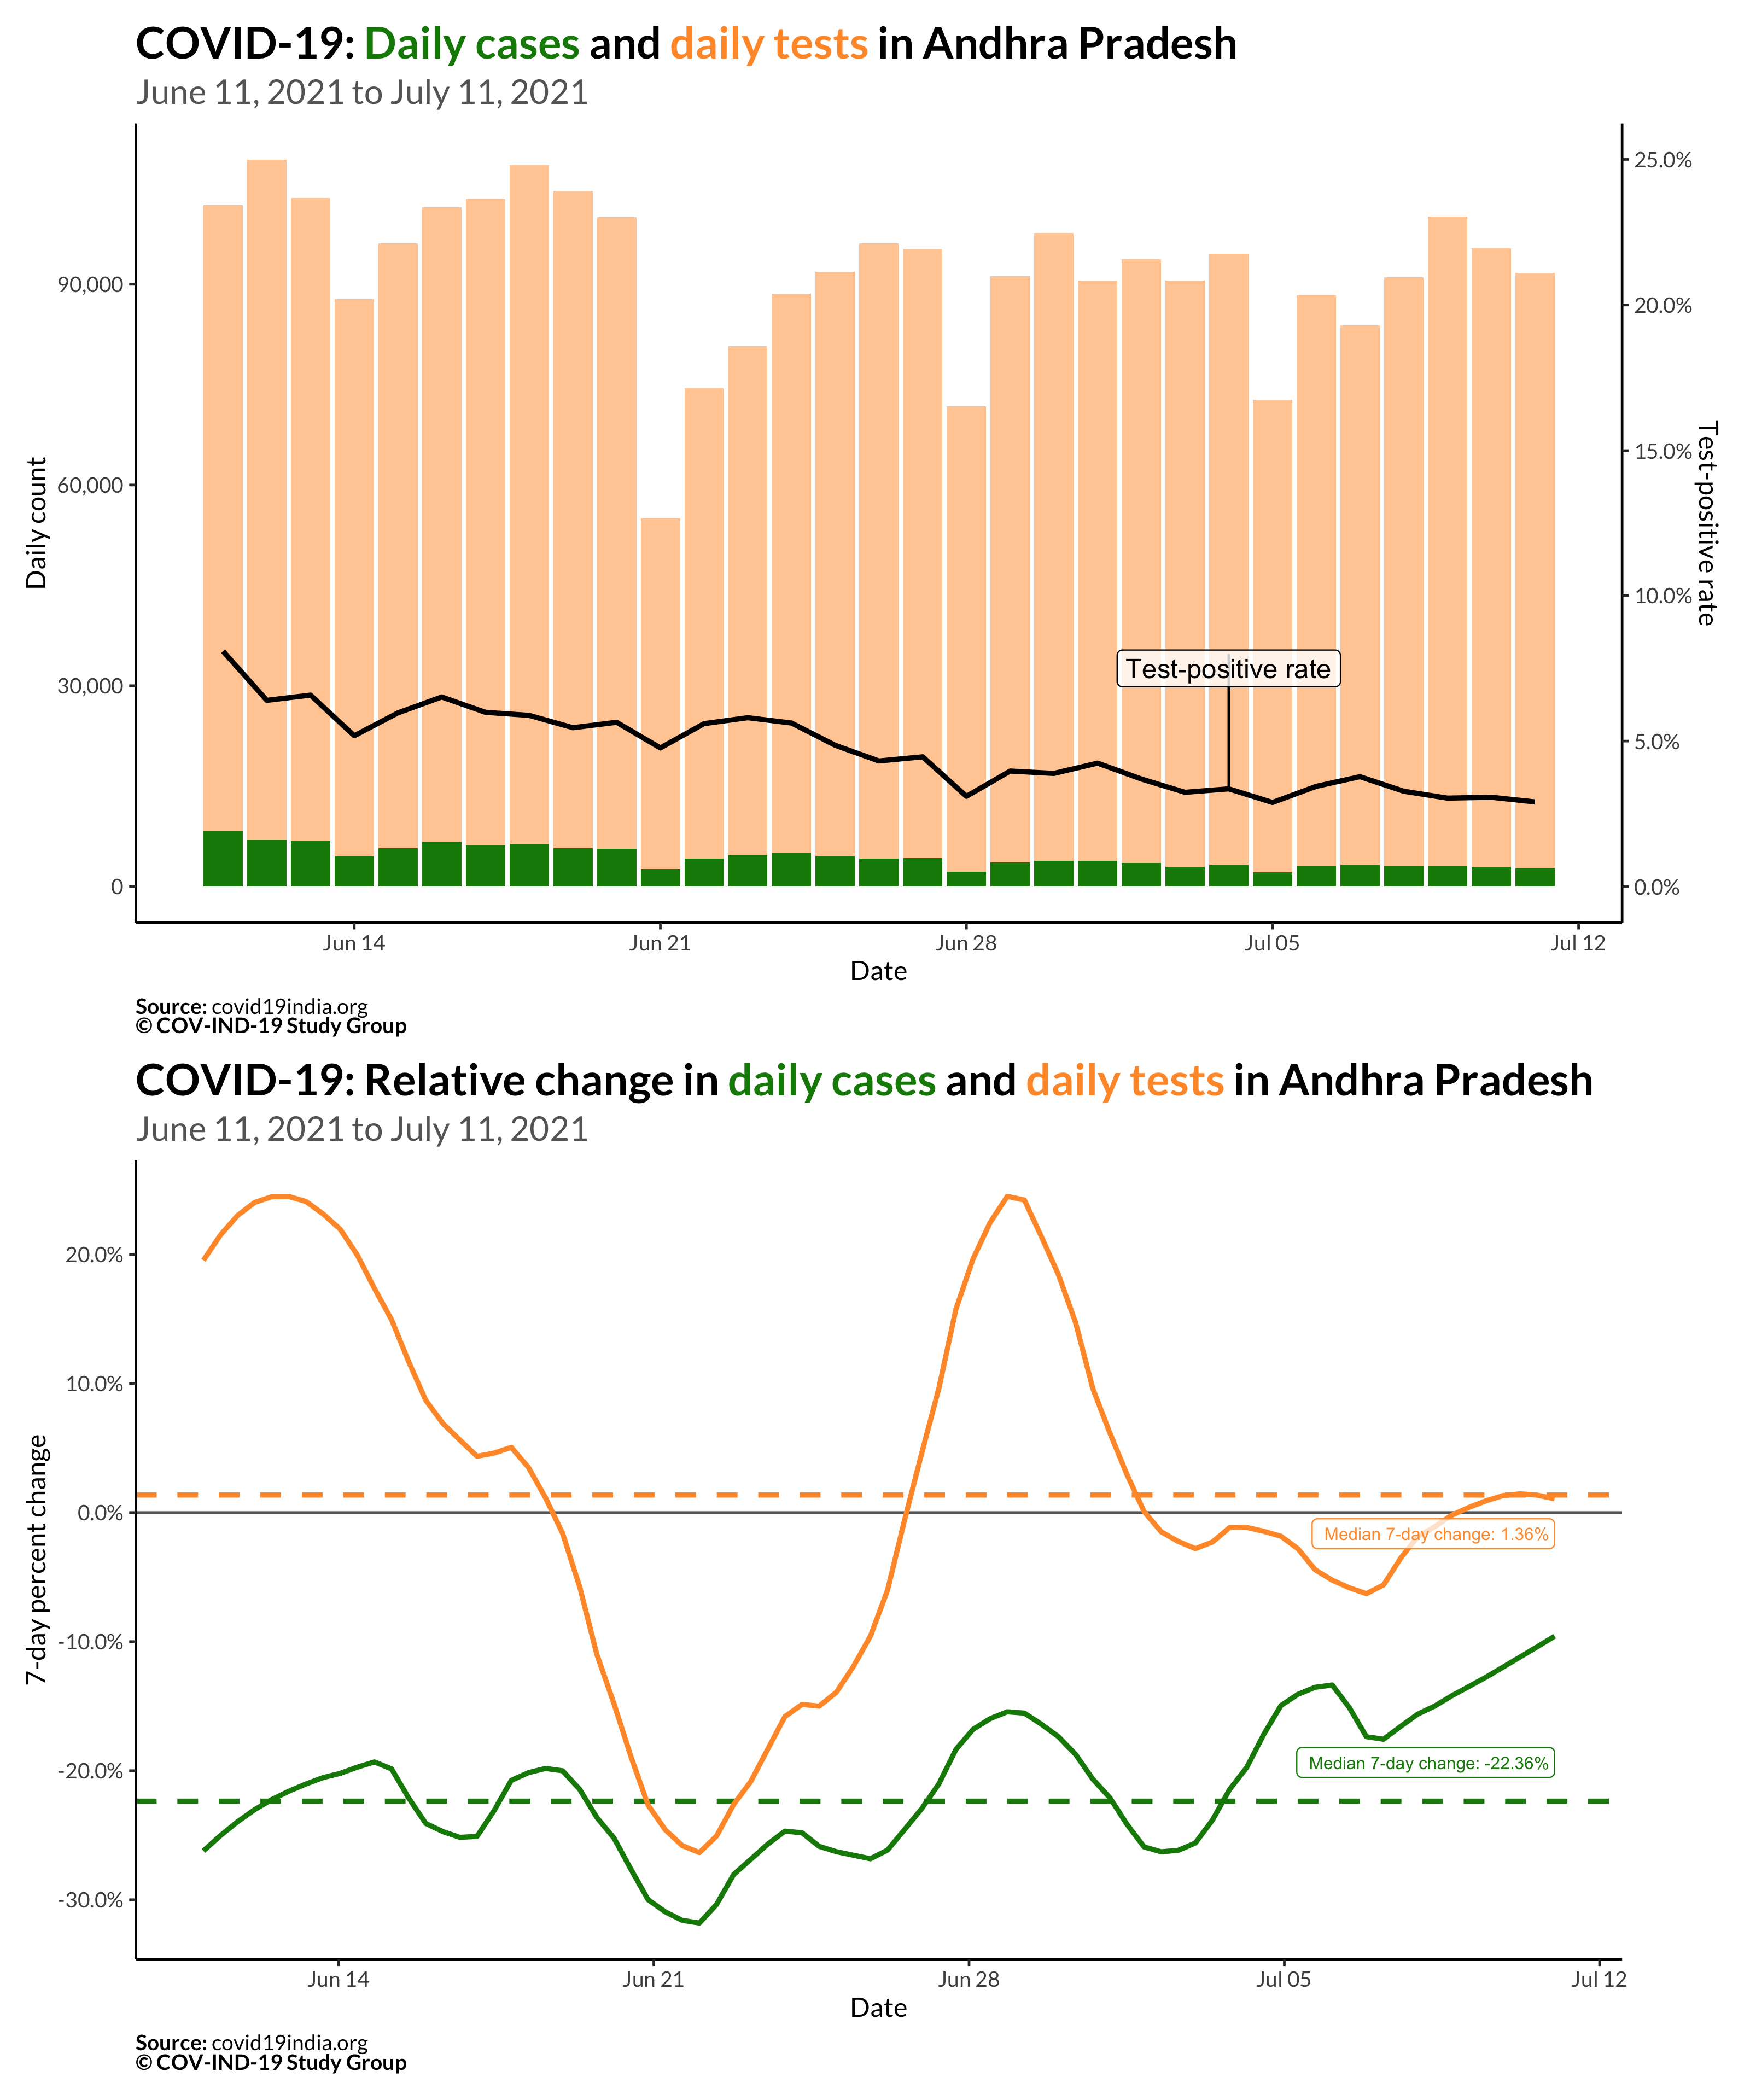 COVID-19: Daily cases and daily tests in Andhra Pradesh
June 11, 2021 to July 11, 2021
Daily count
90,000
60,000
30,000
0
25.0%
20.0%
15.0%
10.0%
5.0%
0.0%
Test-positive rate
Test-positive rate
Jun 14
Jun 21
Jun 28
Jul 05
Jul 12
Date
Source: covid19india.org
© COV-IND-19 Study Group
COVID-19: Relative change in daily cases and daily tests in Andhra Pradesh
June 11, 2021 to July 11, 2021
7-day percent change
20.0%
10.0%
0.0%
-10.0%
-20.0%
-30.0%
Median 7-day change: 1.36%
Median 7-day change: -22.36%
Jun 14
Jun 21
Jun 28
Jul 05
Jul 12
Date
Source: covid19india.org
© COV-IND-19 Study Group